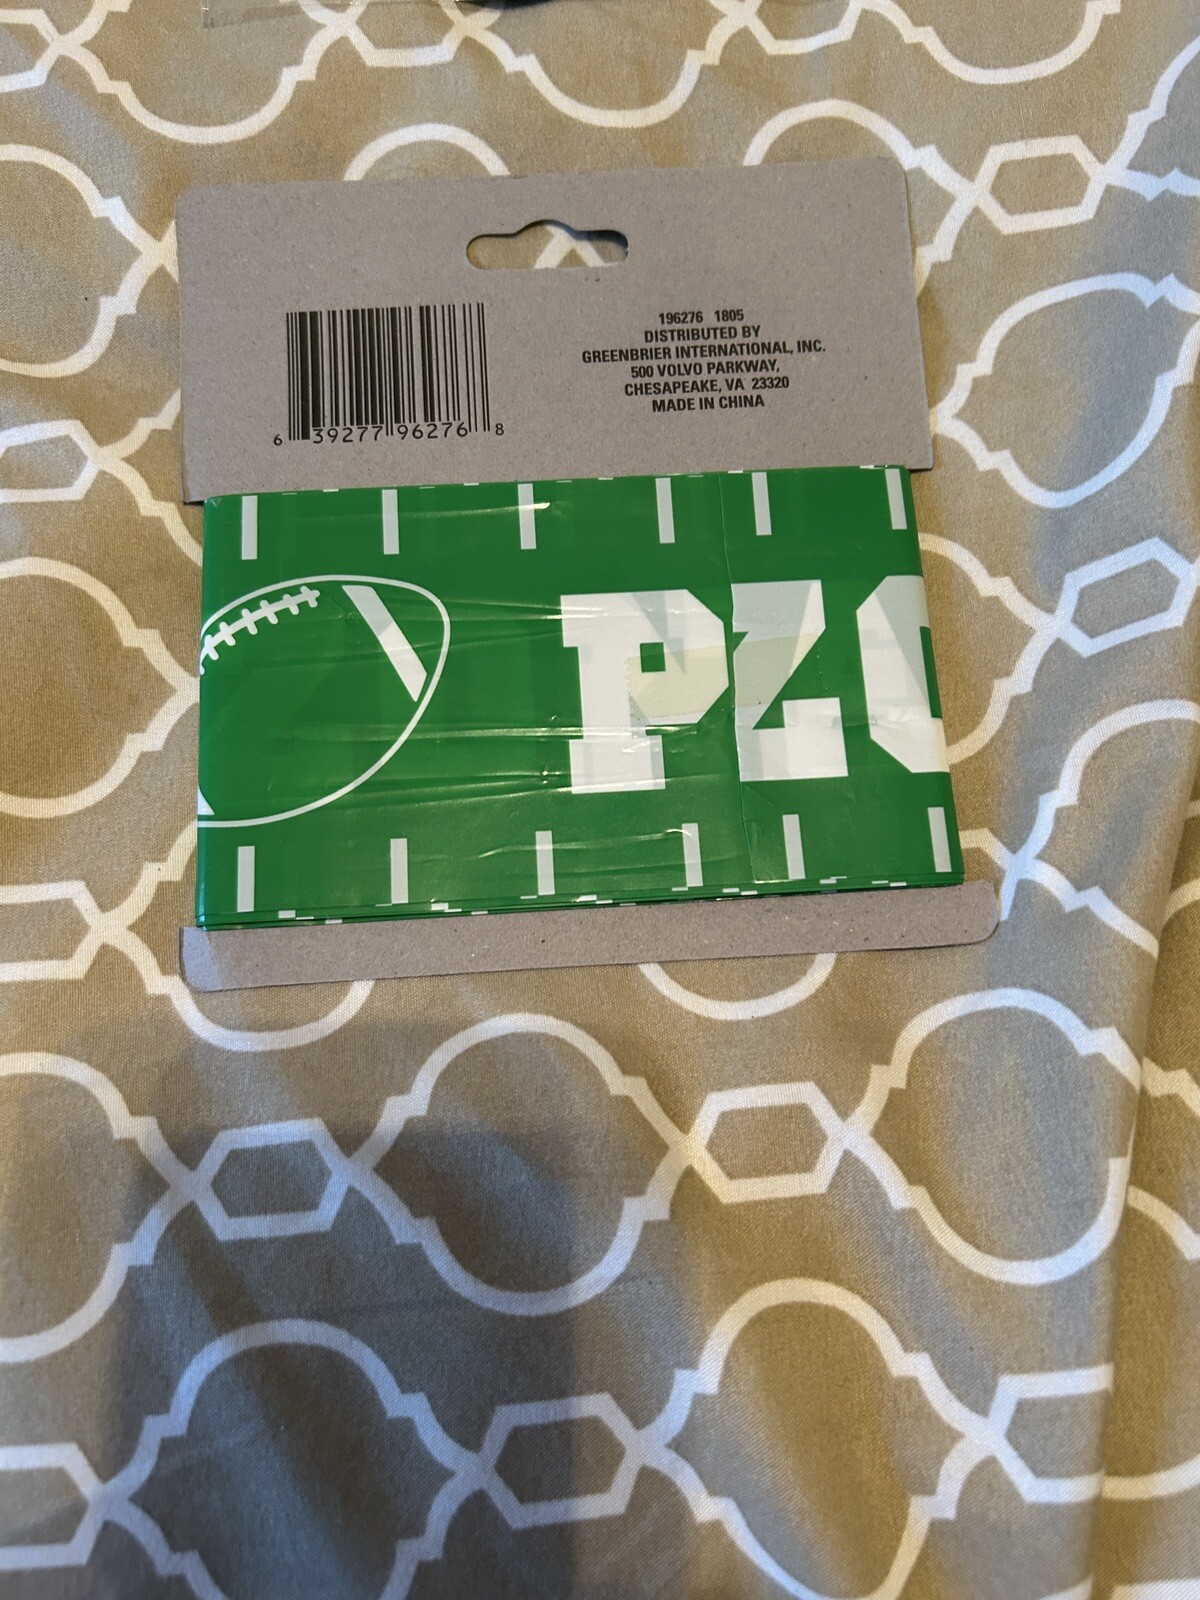 6 39277 96276 8
196276 1805
DISTRIBUTED BY
GREENBRIER INTERNATIONAL, INC.
500 VOLVO PARKWAY,
CHESAPEAKE, VA 23320
MADE IN CHINA